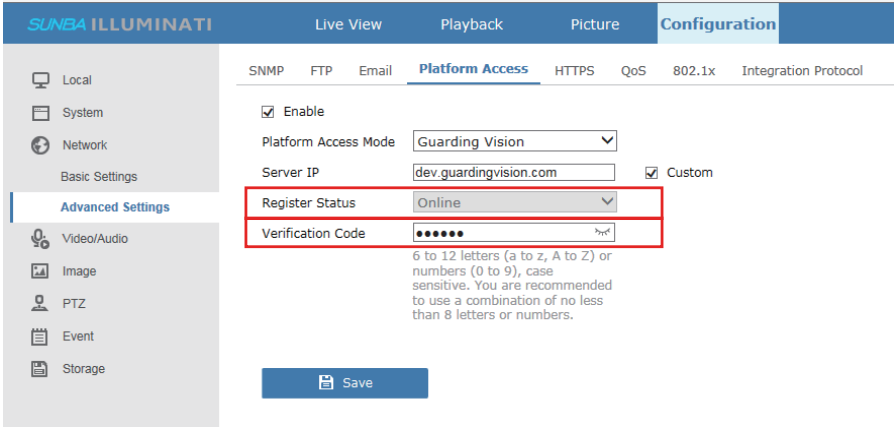 SUNBA ILLUMINATI
Live View
Playback
Picture
Configuration
Local
System
Network
Basic Settings
Advanced Settings
Video/Audio
Image
PTZ
Event
Storage
SNMP
FTP
Email
Platform Access
HTTPS
QoS
802.1x
Integration Protocol
Enable
Platform Access Mode
Guarding Vision
Server IP
dev.guardingvision.com
Custom
Register Status
Online
Verification Code
••••••
6 to 12 letters (a to z, A to Z) or
numbers (0 to 9), case
sensitive. You are recommended
to use a combination of no less
than 8 letters or numbers.
Save